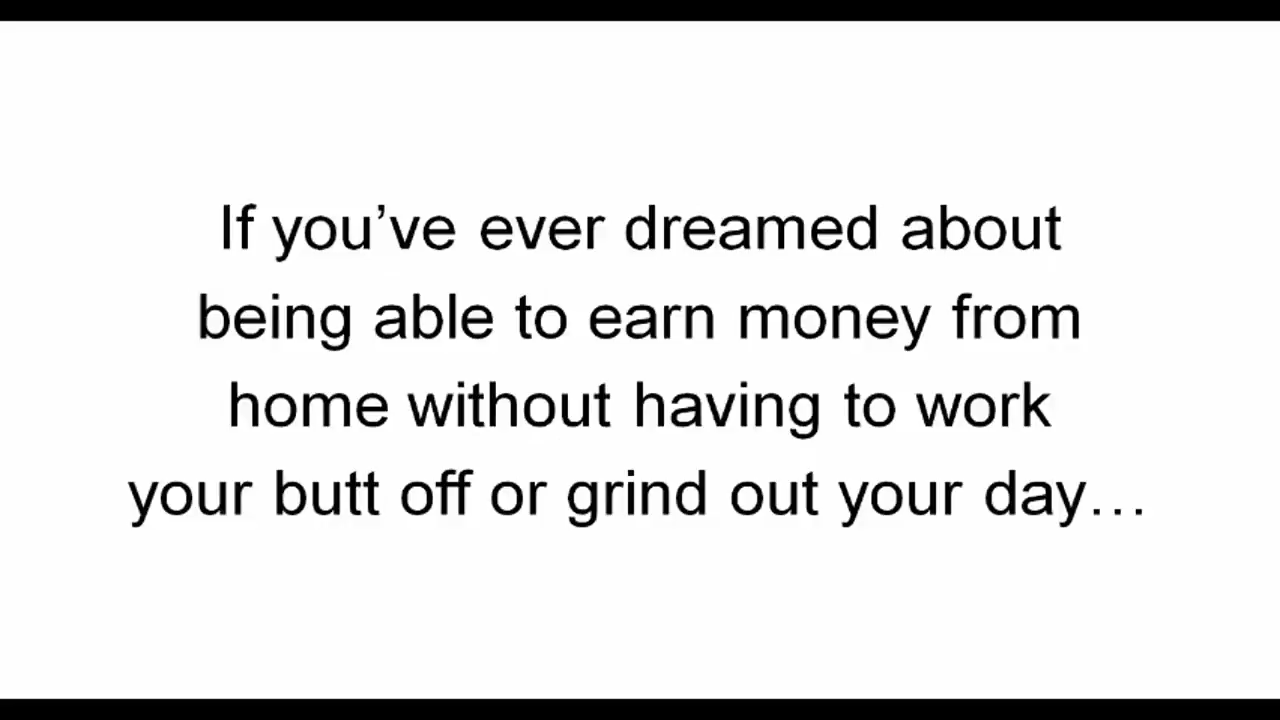 If you’ve ever dreamed about
being able to earn money from
home without having to work
your butt off or grind out your day…